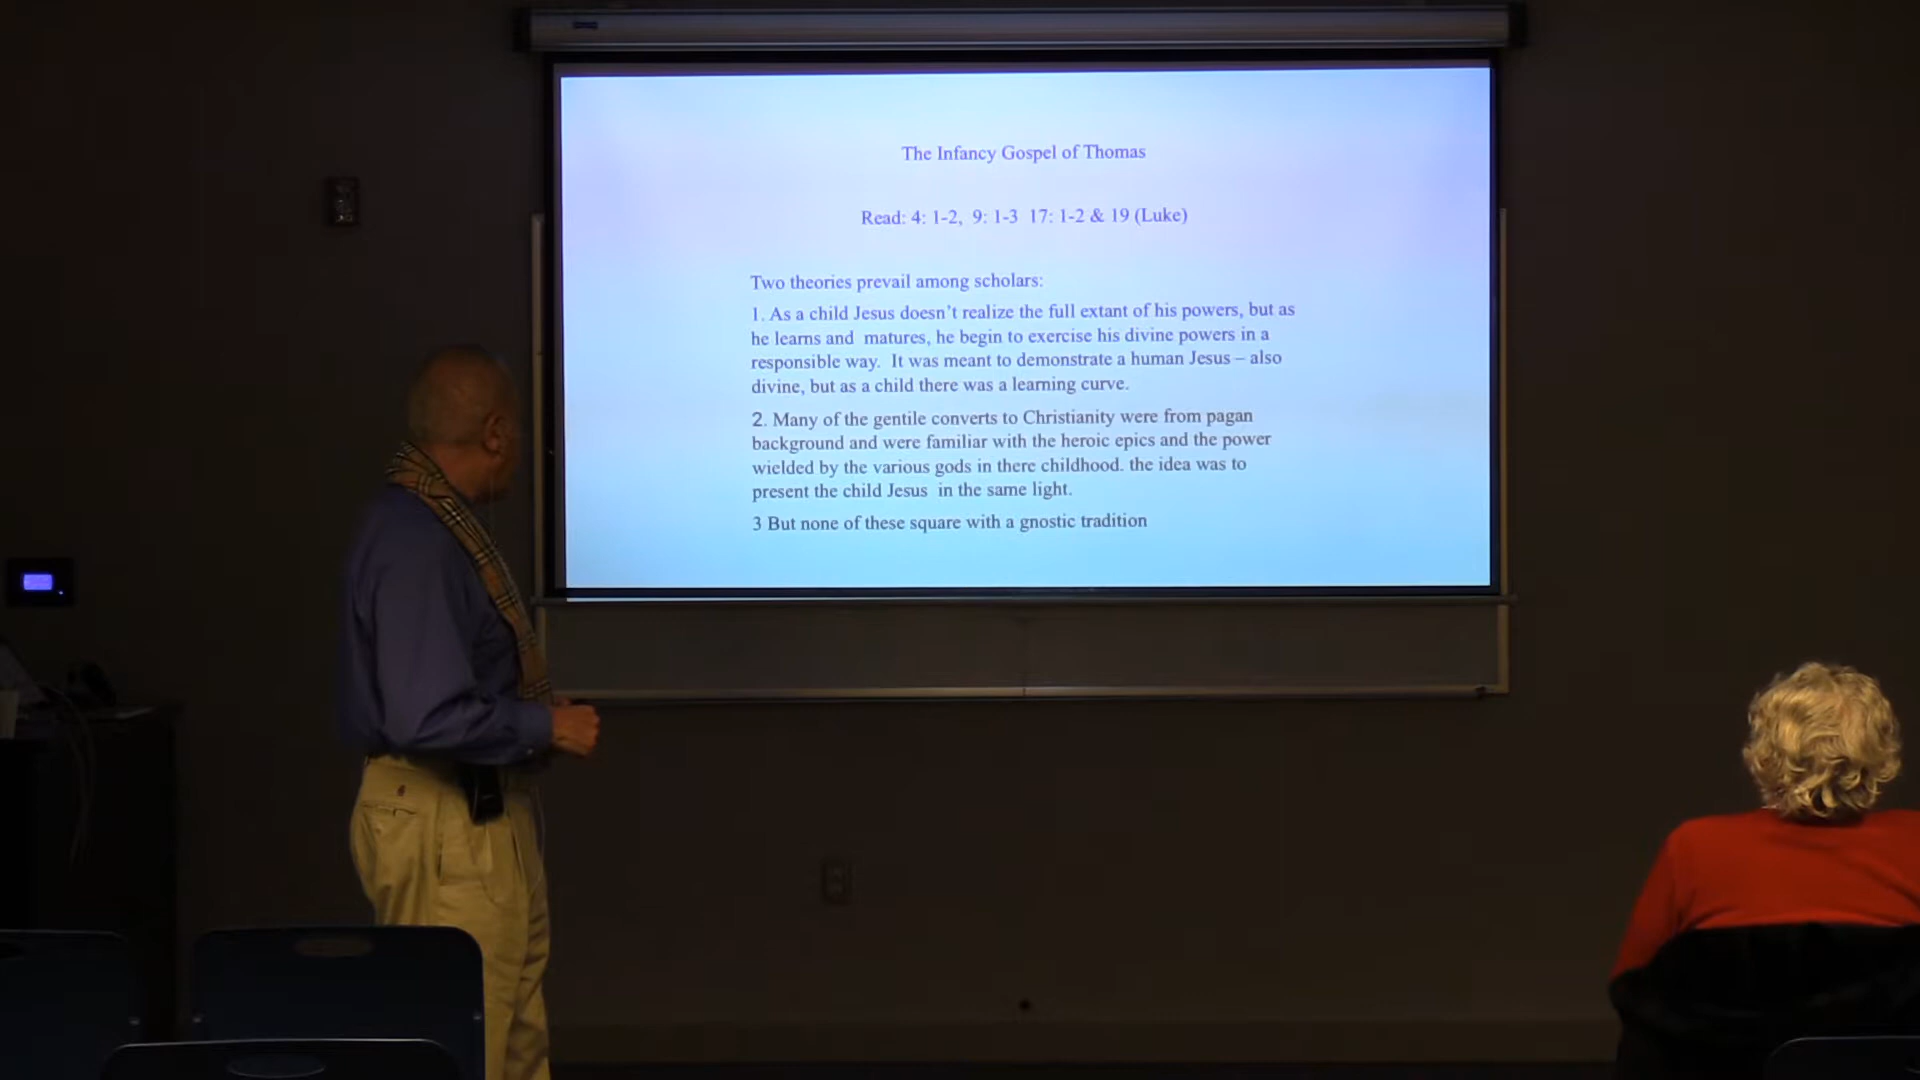 The Infancy Gospel of Thomas
Read: 4: 1-2, 9: 1-3 17: 1-2 & 19 (Luke)
Two theories prevail among scholars:
1. As a child Jesus doesn't realize the full extant of his powers, but as
he learns and matures, he begin to exercise his divine powers in a
responsible way. It was meant to demonstrate a human Jesus – also
divine, but as a child there was a learning curve.
2. Many of the gentile converts to Christianity were from pagan
background and were familiar with the heroic epics and the power
wielded by the various gods in there childhood. the idea was to
present the child Jesus in the same light.
3 But none of these square with a gnostic tradition